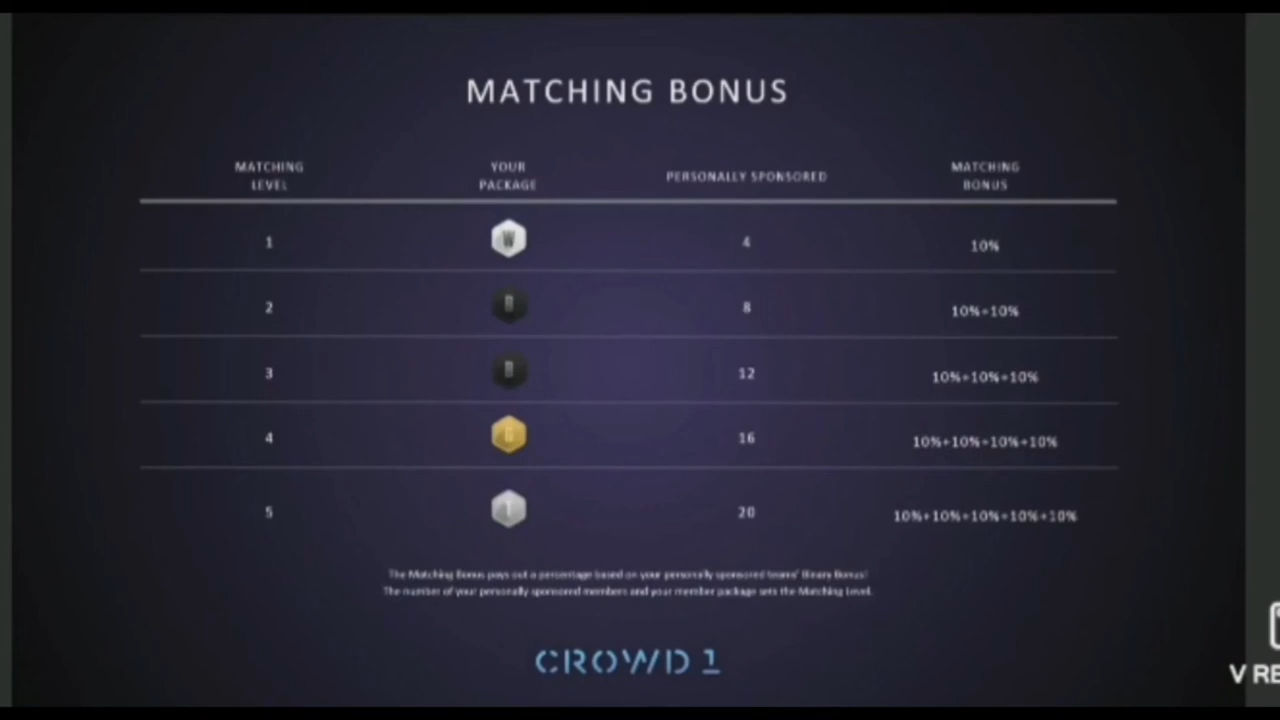 MATCHING BONUS
MATCHING LEVEL YOUR PACKAGE PERSONALLY SPONSORED MATCHING BONUS
1 W 4 10%
2 B 8 10%+10%
3 B 12 10%+10%+10%
4 G 16 10%+10%+10%+10%
5 T 20 10%+10%+10%+10%+10%
The Matching Bonus pays out a percentage based on your personally sponsored teams' Binary Bonus!
The number of your personally sponsored members and your member package sets the Matching Level.
CROWD 1
V RE